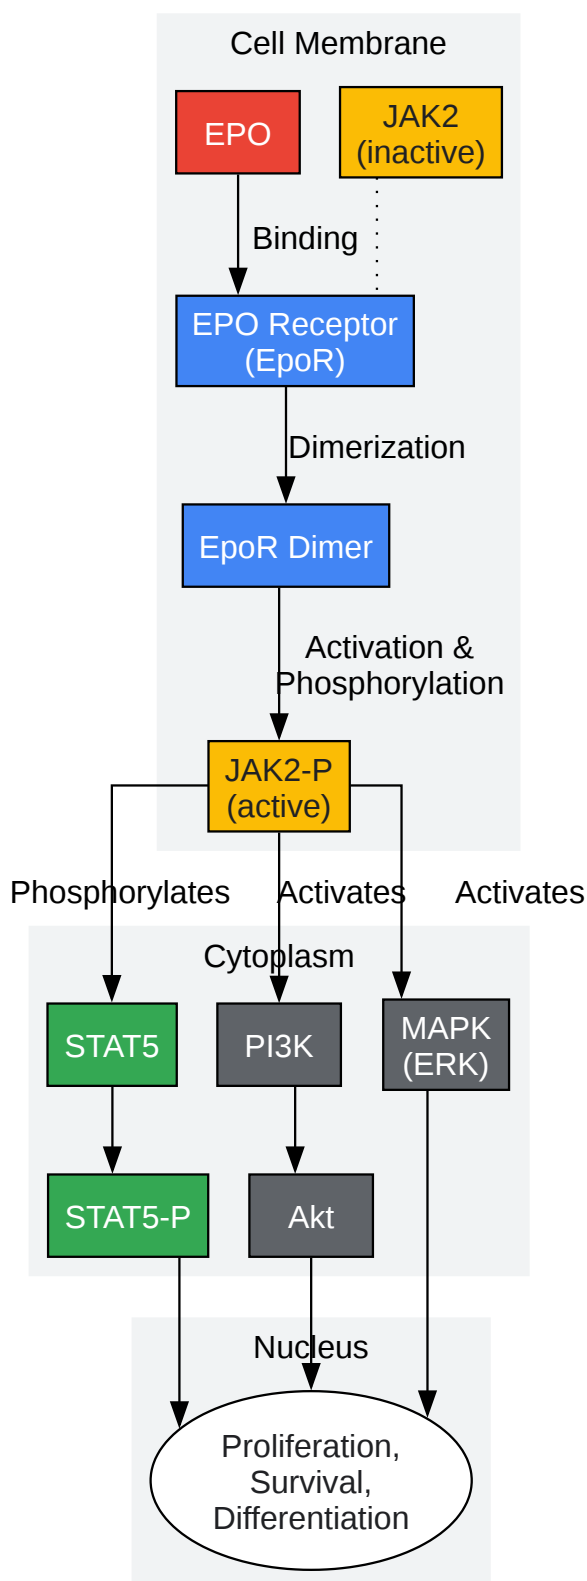 Cell Membrane
EPO
JAK2
(inactive)
Binding
EPO Receptor
(EpoR)
Dimerization
EpoR Dimer
Activation &
Phosphorylation
JAK2-P
(active)
Phosphorylates
Activates
Activates
Cytoplasm
STAT5
PI3K
MAPK
(ERK)
STAT5-P
Akt
Nucleus
Proliferation,
Survival,
Differentiation